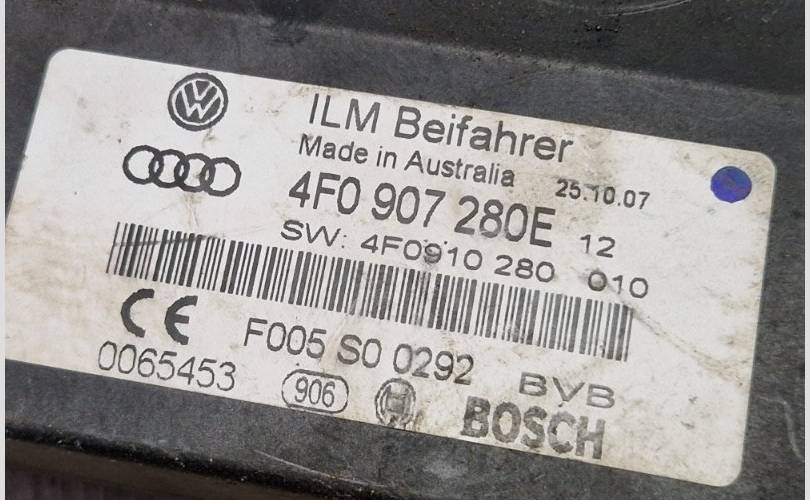 ILM Beifahrer
Made in Australia 25.10.07
4F0 907 280E 12
SW: 4F0910 280 010
CE
F005 S0 0292 BVB
0065453 906 BOSCH